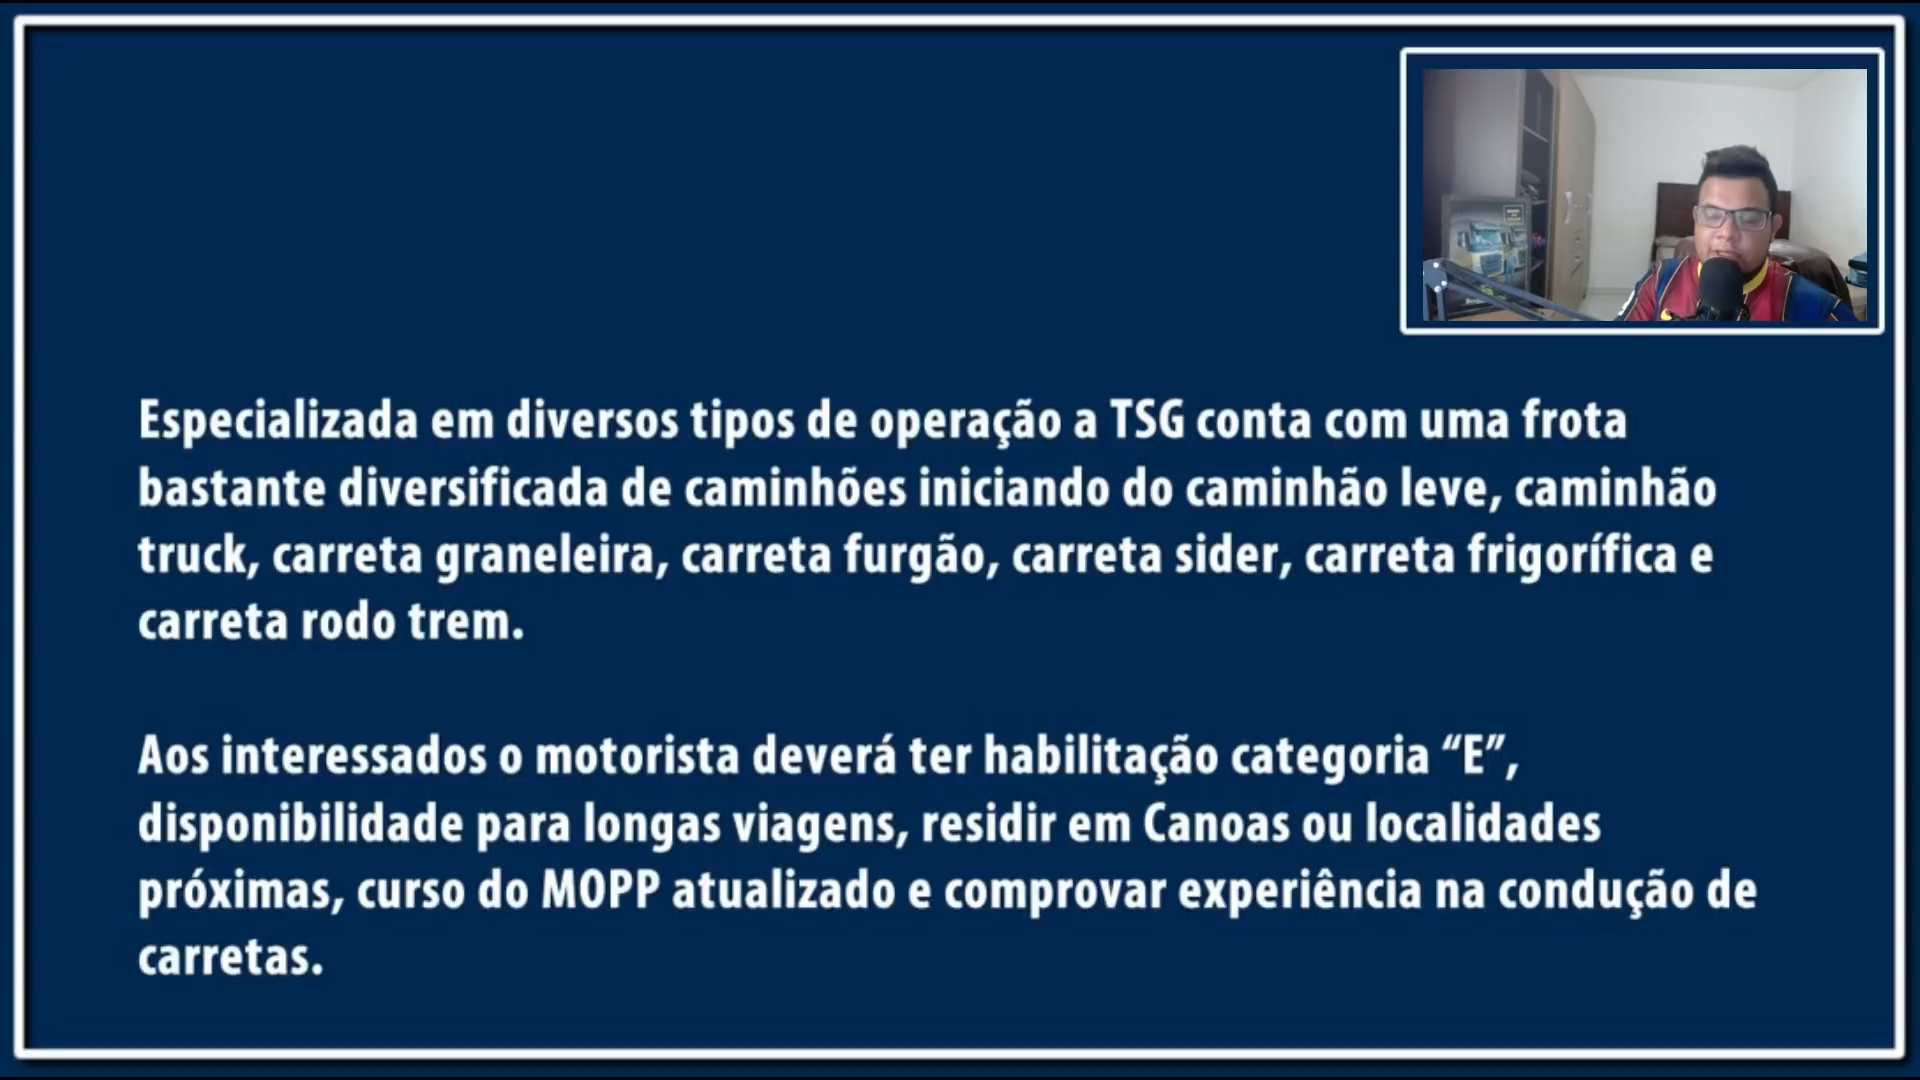 Especializada em diversos tipos de operação a TSG conta com uma frota
bastante diversificada de caminhões iniciando do caminhão leve, caminhão
truck, carreta graneleira, carreta furgão, carreta sider, carreta frigorífica e
carreta rodo trem.
Aos interessados o motorista deverá ter habilitação categoria “E”,
disponibilidade para longas viagens, residir em Canoas ou localidades
próximas, curso do MOPP atualizado e comprovar experiência na condução de
carretas.